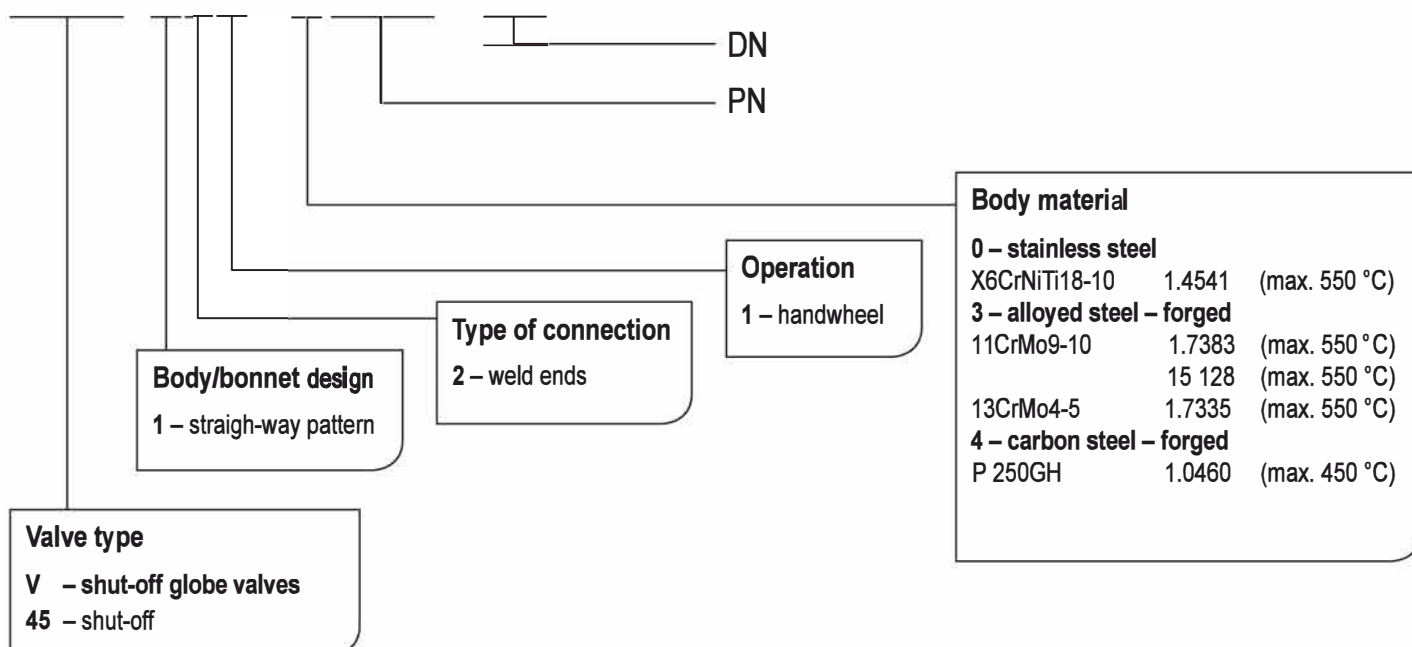 DN
PN
Body material
0 – stainless steel
X6CrNiTi18-10 1.4541 (max. 550 °C)
3 – alloyed steel – forged
11CrMo9-10 1.7383 (max. 550 °C)
15 128 (max. 550 °C)
13CrMo4-5 1.7335 (max. 550 °C)
4 – carbon steel – forged
P 250GH 1.0460 (max. 450 °C)
Operation
1 – handwheel
Type of connection
2 – weld ends
Body/bonnet design
1 – straigh-way pattern
Valve type
V – shut-off globe valves
45 – shut-off